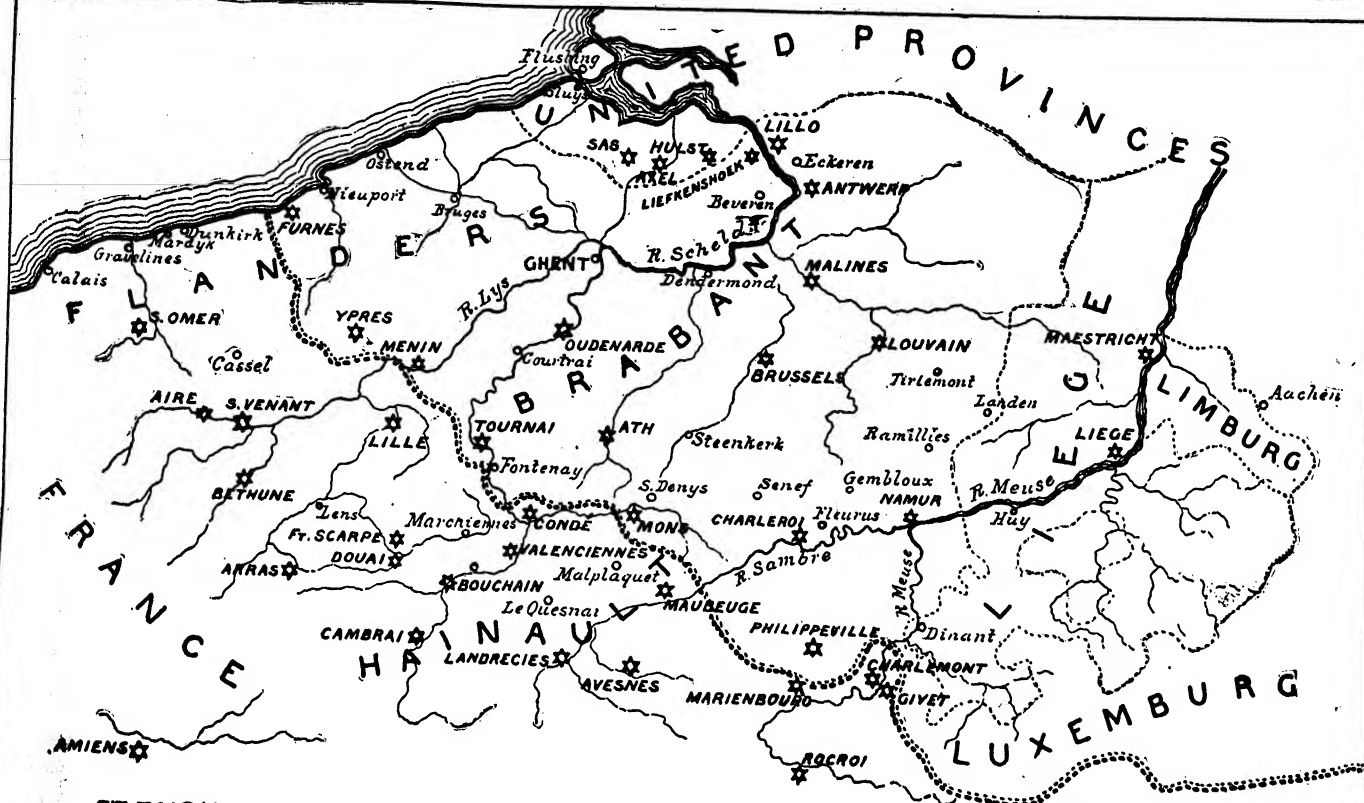 UNITED PROVINCES
Flushing
Sluys
LILLO
SAS
HULST
AXEL
Eckeren
LIEFKENSHOEK
ANTWERP
Beveren
Ostend
Nieuport
Bruges
FURNES
Dunkirk
Mardyk
Gravelines
Calais
FLANDERS
R. Scheldt
GHENT
Dendermond
MALINES
R. Lys
S. OMER
YPRES
MENIN
OUDENARDE
Courtrai
Cassel
BRABANT
BRUSSELS
LOUVAIN
MAESTRICHT
Tirlemont
Landen
Aachen
LIMBURG
AIRE
S. VENANT
LILLE
TOURNAI
ATH
Steenkerk
Ramillies
LIEGE
LIEGE
BETHUNE
Fontenay
S. Denys
Senef
Gembloux
R. Meuse
NAMUR
Huy
Lens
Marchiennes
CONDÉ
MONS
CHARLEROI
Fleurus
FT. SCARPE
DOUAI
VALENCIENNES
ARRAS
BOUCHAIN
Malplaquet
R. Sambre
R. Meuse
Le Quesnai
MAUBEUGE
FRANCE
CAMBRAI
HAINAULT
LANDRECIES
PHILIPPEVILLE
Dinant
AVESNES
CHARLEMONT
MARIENBOURG
GIVET
LUXEMBURG
AMIENS
ROCROI